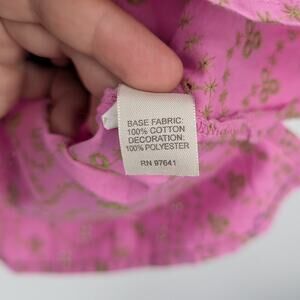 BASE FABRIC:
100% COTTON
DECORATION:
100% POLYESTER
RN 97641